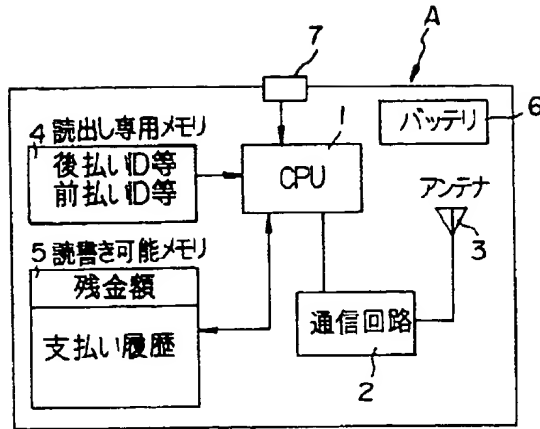 A
7
6
バッテリ
1
CPU
4 読出し専用メモリ
後払いID等
前払いID等
アンテナ
3
5 読書き可能メモリ
残金額
支払い履歴
通信回路
2